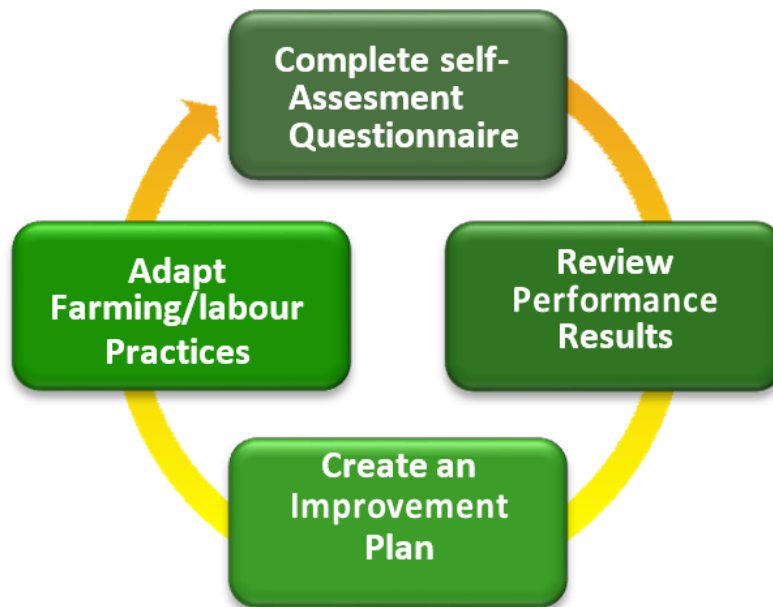 Complete self-
Assesment
Questionnaire
Review
Performance
Results
Create an
Improvement
Plan
Adapt
Farming/labour
Practices